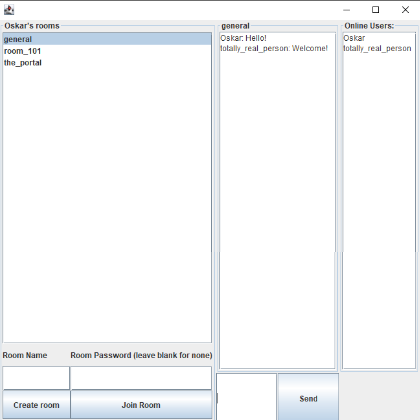 Oskar's rooms
general
room_101
the_portal
Room Name
Room Password (leave blank for none)
Create room
Join Room
general
Oskar: Hello!
totally_real_person: Welcome!
Send
Online Users:
Oskar
totally_real_person